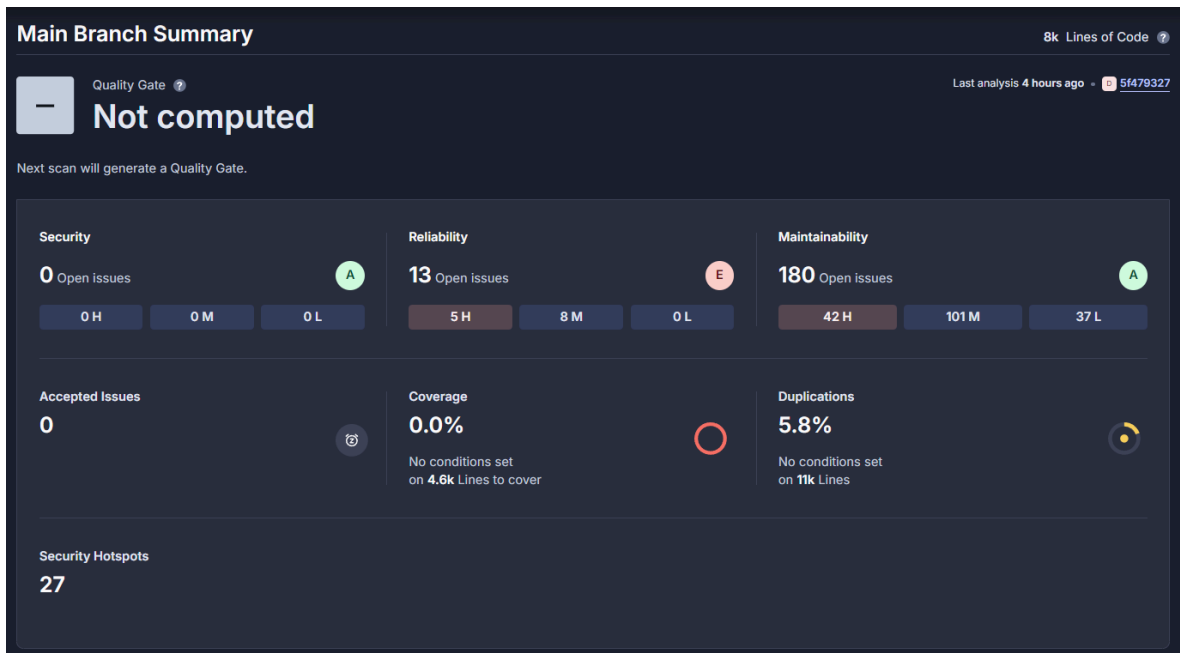 Main Branch Summary
8k Lines of Code ?
Quality Gate ?
Last analysis 4 hours ago • D 5f479327
Not computed
Next scan will generate a Quality Gate.
Security
0 Open issues
A
0 H
0 M
0 L
Reliability
13 Open issues
E
5 H
8 M
0 L
Maintainability
180 Open issues
A
42 H
101 M
37 L
Accepted Issues
0
z
Coverage
0.0%
No conditions set
on 4.6k Lines to cover
Duplications
5.8%
No conditions set
on 11k Lines
Security Hotspots
27